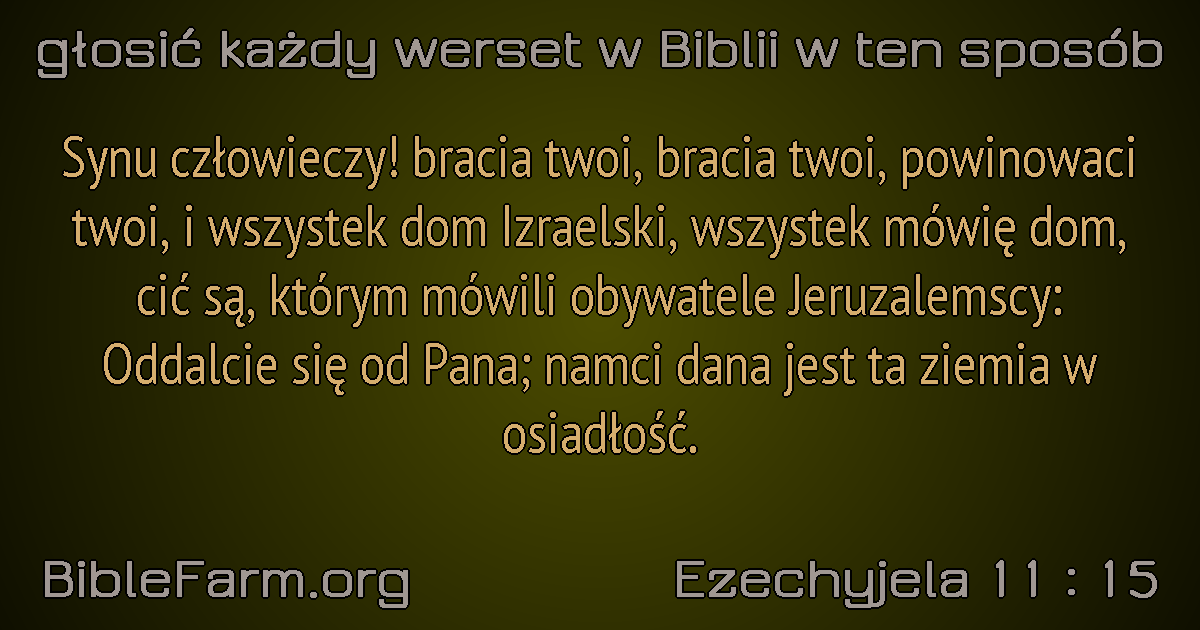 głosić każdy werset w Biblii w ten sposób
Synu człowieczy! bracia twoi, bracia twoi, powinowaci
twoi, i wszystek dom Izraelski, wszystek mówię dom,
cić są, którym mówili obywatele Jeruzalemscy:
Oddalcie się od Pana; namci dana jest ta ziemia w
osiadłość.
BibleFarm.org Ezechyjela 11 : 15